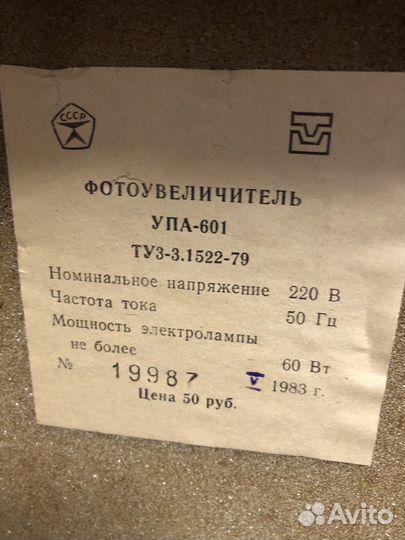 СССР
ФОТОУВЕЛИЧИТЕЛЬ
УПА-601
ТУ3-3.1522-79
Номинальное напряжение 220 В
Частота тока 50 Гц
Мощность электролампы
не более 60 Вт
№ 19987 V 1983 г.
Цена 50 руб.
Avito